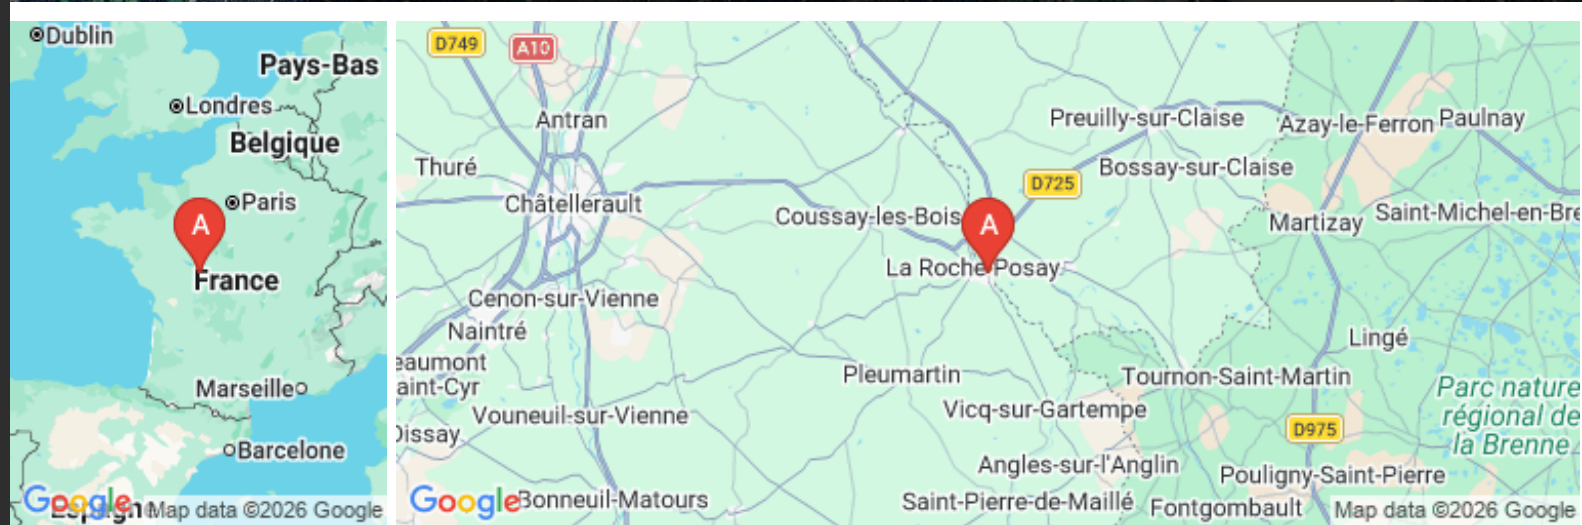 Dublin
Pays-Bas
Londres
Belgique
Paris
A
France
Marseille
Barcelone
Google
Map data ©2026 Google
D749
A10
Antran
Preuilly-sur-Claise
Azay-le-Ferron
Paulnay
Thuré
Bossay-sur-Claise
D725
Châtellerault
Coussay-les-Bois
A
Martizay
Saint-Michel-en-Bre
La Roche-Posay
Cenon-sur-Vienne
Naintré
Lingé
eaumont
aint-Cyr
Pleumartin
Tournon-Saint-Martin
Parc nature
régional de
la Brenne
Vouneuil-sur-Vienne
Vicq-sur-Gartempe
Dissay
D975
Angles-sur-l'Anglin
Pouligny-Saint-Pierre
Google
Bonneuil-Matours
Saint-Pierre-de-Maillé
Fontgombault
Map data ©2026 Google